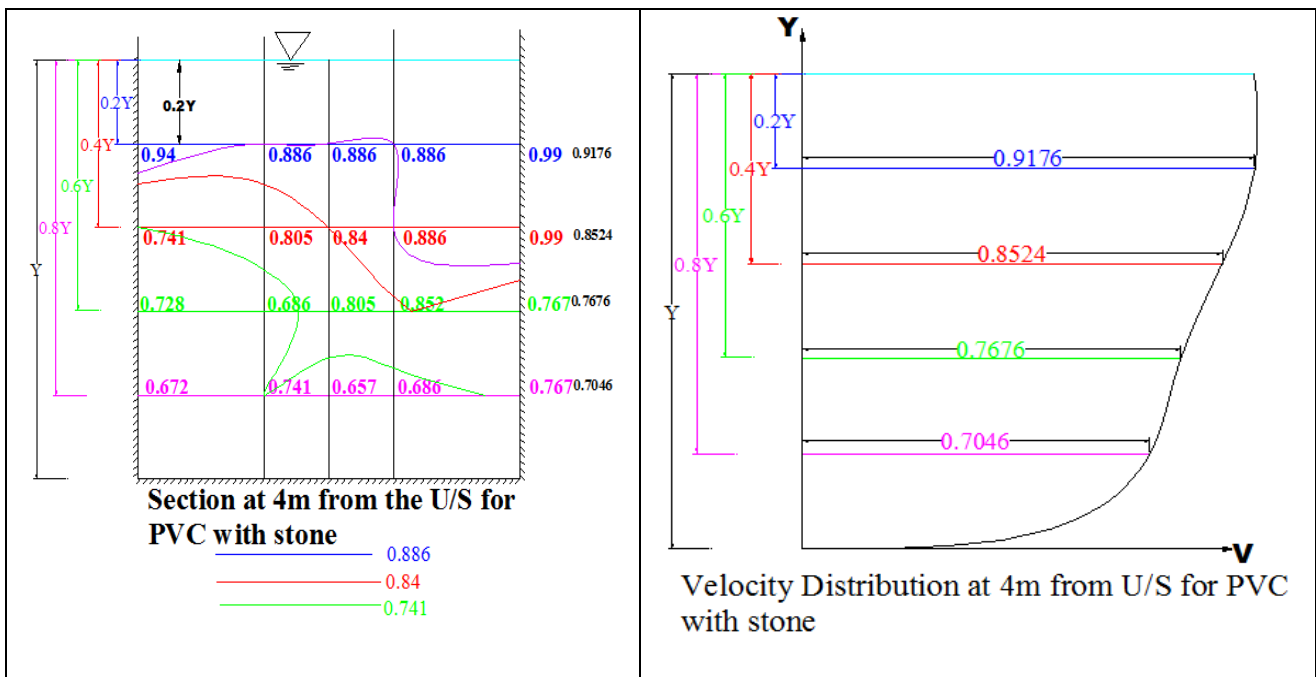 0.2Y
0.2Y
0.4Y
0.6Y
0.8Y
Y
0.94 0.886 0.886 0.886 0.99 0.9176
0.741 0.805 0.84 0.886 0.99 0.8524
0.728 0.686 0.805 0.852 0.767 0.7676
0.672 0.741 0.657 0.686 0.767 0.7046
Section at 4m from the U/S for
PVC with stone
0.886
0.84
0.741
Y
0.2Y
0.4Y
0.6Y
0.8Y
Y
0.9176
0.8524
0.7676
0.7046
V
Velocity Distribution at 4m from U/S for PVC
with stone